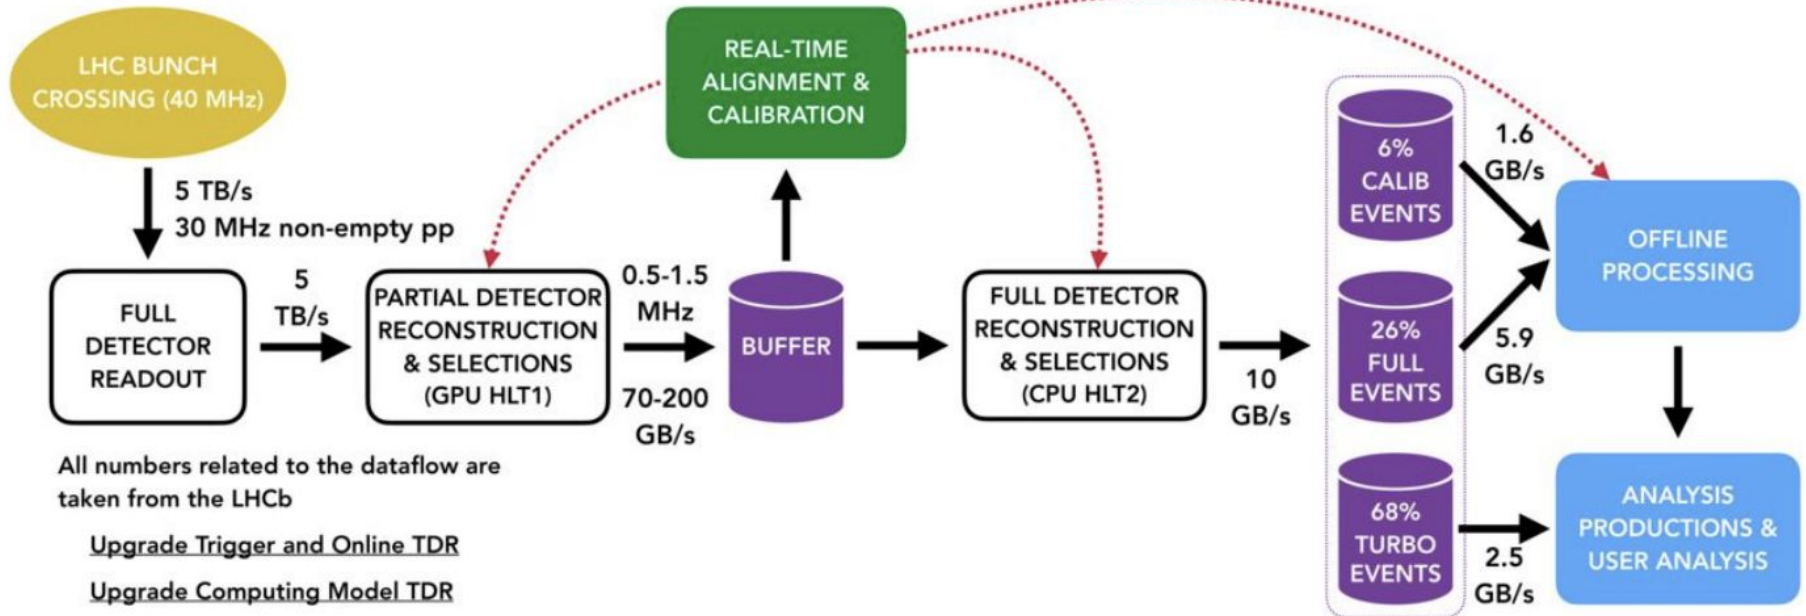 LHC BUNCH
CROSSING (40 MHz)
5 TB/s
30 MHz non-empty pp
FULL
DETECTOR
READOUT
5
TB/s
PARTIAL DETECTOR
RECONSTRUCTION
& SELECTIONS
(GPU HLT1)
0.5-1.5
MHz
70-200
GB/s
REAL-TIME
ALIGNMENT &
CALIBRATION
BUFFER
FULL DETECTOR
RECONSTRUCTION
& SELECTIONS
(CPU HLT2)
10
GB/s
6%
CALIB
EVENTS
1.6
GB/s
26%
FULL
EVENTS
5.9
GB/s
68%
TURBO
EVENTS
2.5
GB/s
OFFLINE
PROCESSING
ANALYSIS
PRODUCTIONS &
USER ANALYSIS
All numbers related to the dataflow are
taken from the LHCb
Upgrade Trigger and Online TDR
Upgrade Computing Model TDR